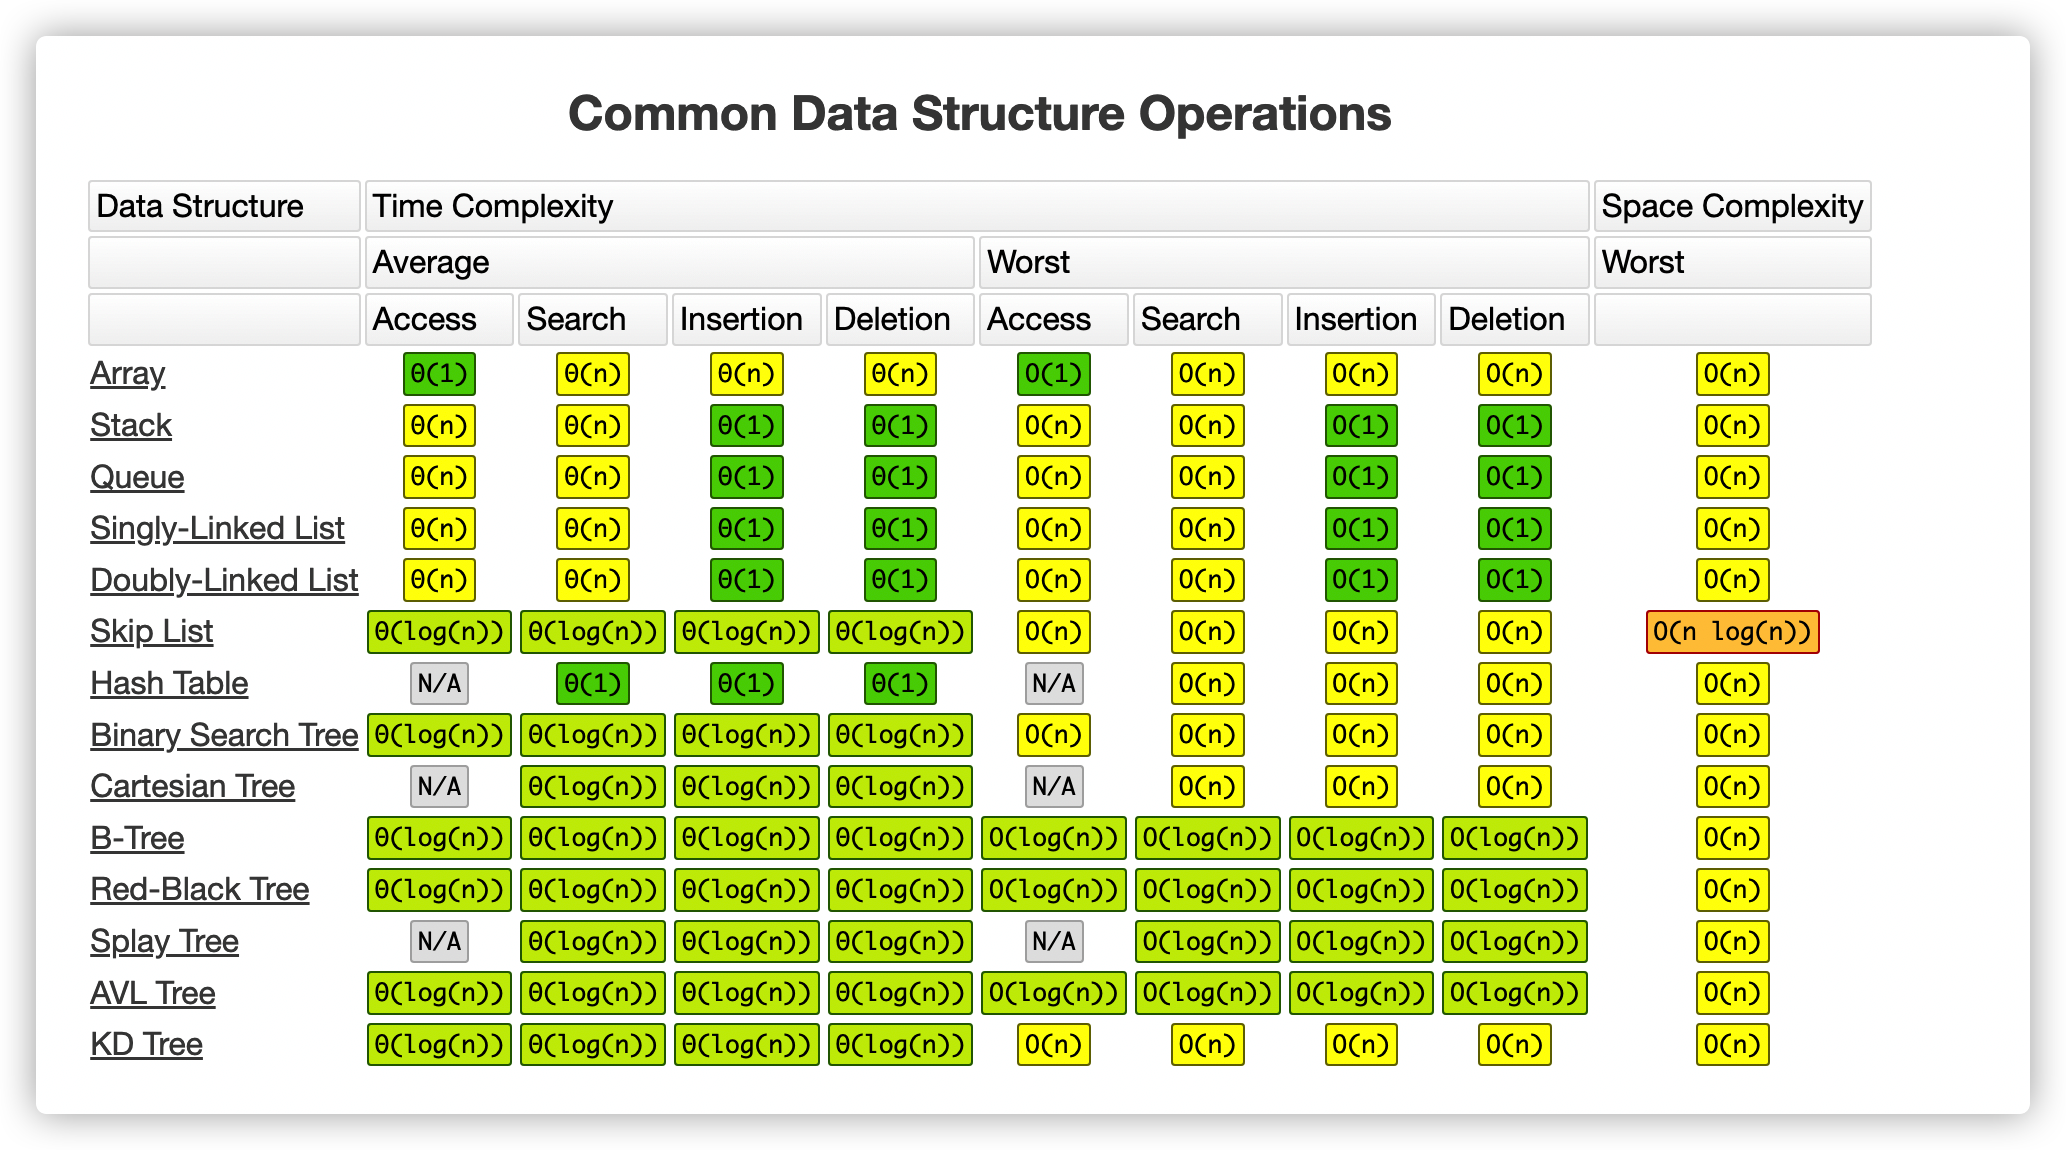 Common Data Structure Operations
Data Structure Time Complexity Space Complexity
Average Worst Worst
Access Search Insertion Deletion Access Search Insertion Deletion
Array Θ(1) Θ(n) Θ(n) Θ(n) O(1) O(n) O(n) O(n) O(n)
Stack Θ(n) Θ(n) Θ(1) Θ(1) O(n) O(n) O(1) O(1) O(n)
Queue Θ(n) Θ(n) Θ(1) Θ(1) O(n) O(n) O(1) O(1) O(n)
Singly-Linked List Θ(n) Θ(n) Θ(1) Θ(1) O(n) O(n) O(1) O(1) O(n)
Doubly-Linked List Θ(n) Θ(n) Θ(1) Θ(1) O(n) O(n) O(1) O(1) O(n)
Skip List Θ(log(n)) Θ(log(n)) Θ(log(n)) Θ(log(n)) O(n) O(n) O(n) O(n) O(n log(n))
Hash Table N/A Θ(1) Θ(1) Θ(1) N/A O(n) O(n) O(n) O(n)
Binary Search Tree Θ(log(n)) Θ(log(n)) Θ(log(n)) Θ(log(n)) O(n) O(n) O(n) O(n) O(n)
Cartesian Tree N/A Θ(log(n)) Θ(log(n)) Θ(log(n)) N/A O(n) O(n) O(n) O(n)
B-Tree Θ(log(n)) Θ(log(n)) Θ(log(n)) Θ(log(n)) O(log(n)) O(log(n)) O(log(n)) O(log(n)) O(n)
Red-Black Tree Θ(log(n)) Θ(log(n)) Θ(log(n)) Θ(log(n)) O(log(n)) O(log(n)) O(log(n)) O(log(n)) O(n)
Splay Tree N/A Θ(log(n)) Θ(log(n)) Θ(log(n)) N/A O(log(n)) O(log(n)) O(log(n)) O(n)
AVL Tree Θ(log(n)) Θ(log(n)) Θ(log(n)) Θ(log(n)) O(log(n)) O(log(n)) O(log(n)) O(log(n)) O(n)
KD Tree Θ(log(n)) Θ(log(n)) Θ(log(n)) Θ(log(n)) O(n) O(n) O(n) O(n) O(n)